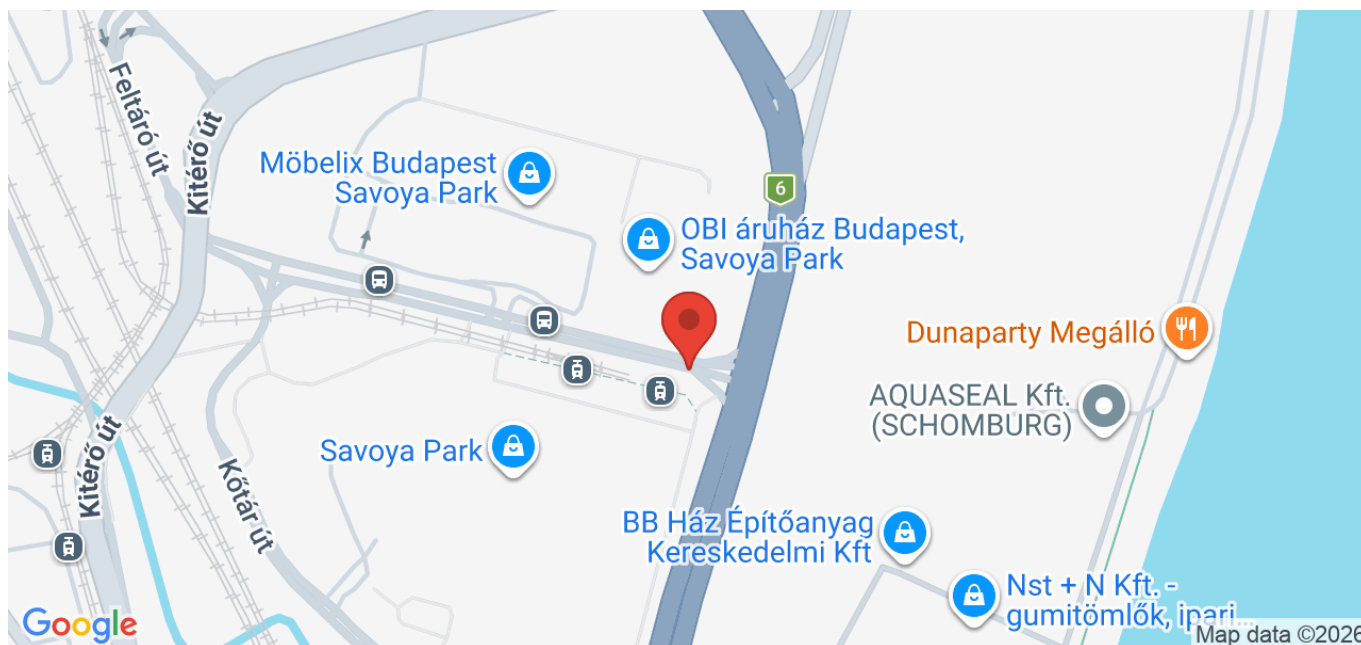 Feltáró út
Kitérő út
Möbelix Budapest
Savoya Park
6
OBI áruház Budapest,
Savoya Park
Dunaparty Megálló
AQUASEAL Kft.
(SCHOMBURG)
Savoya Park
Kitérő út
Kőtár út
BB Ház Építőanyag
Kereskedelmi Kft
Nst + N Kft. -
gumitömlők, ipari...
Google
Map data ©2026